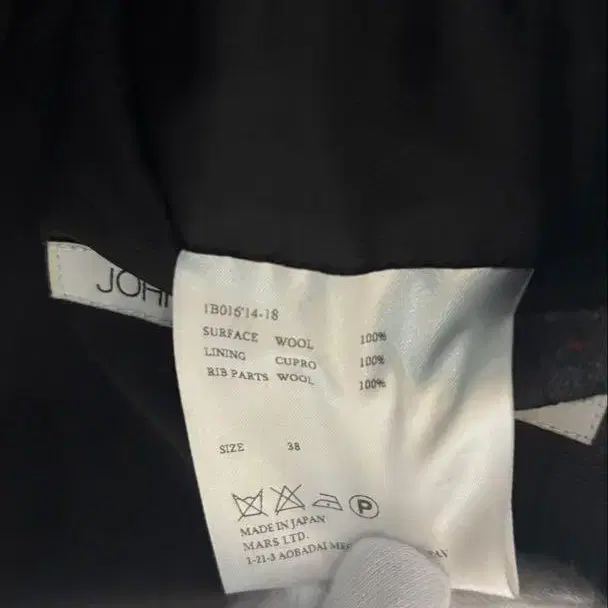 JOH
1B016'14-18
SURFACE WOOL 100%
LINING CUPRO 100%
RIB PARTS WOOL 100%
SIZE 38
P
MADE IN JAPAN
MARS LTD.
1-21-3 AOBADAI